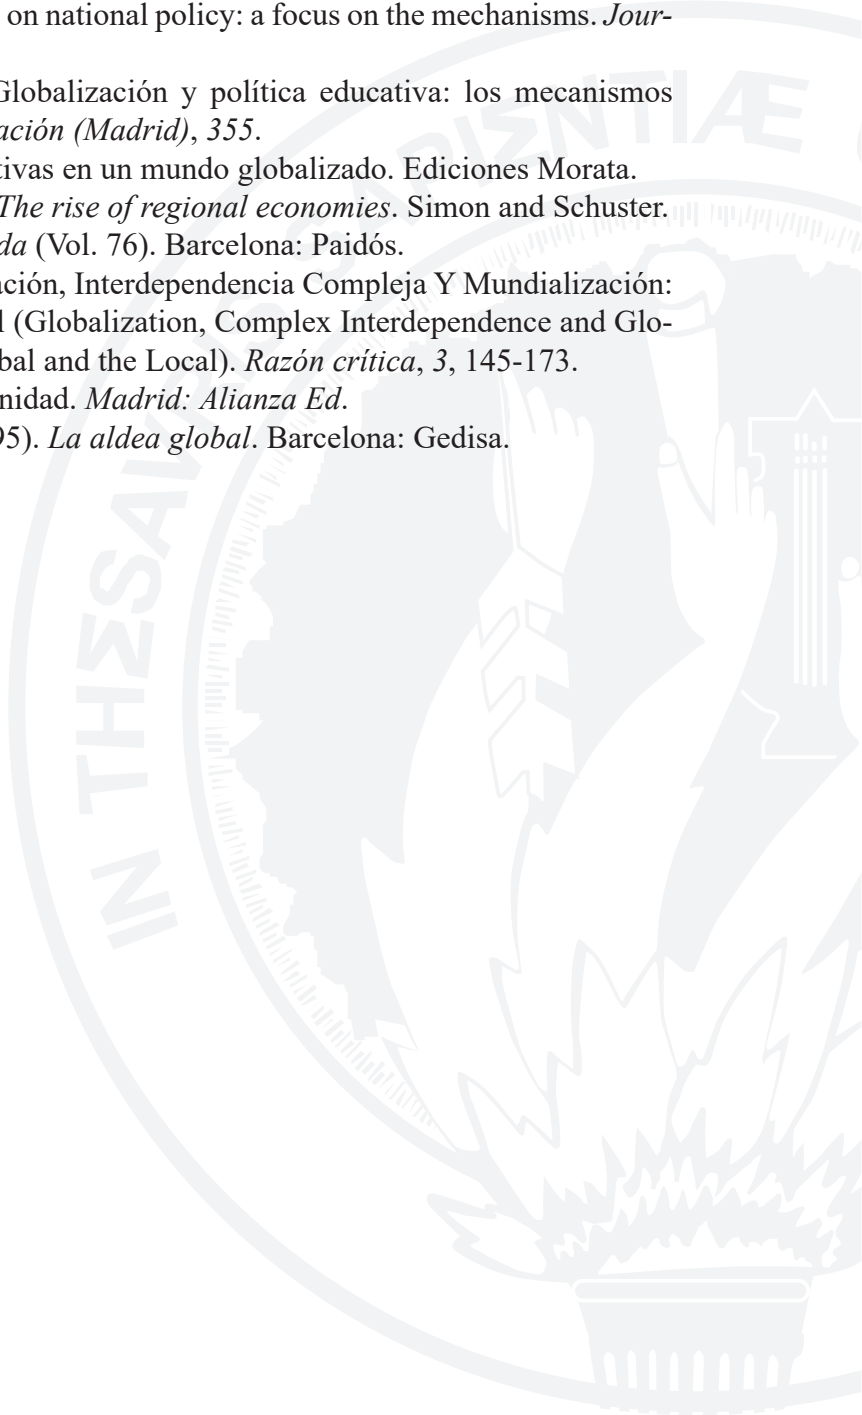 on national policy: a focus on the mechanisms. Jour-
Globalización y política educativa: los mecanismos
ación (Madrid), 355.
tivas en un mundo globalizado. Ediciones Morata.
The rise of regional economies. Simon and Schuster.
da (Vol. 76). Barcelona: Paidós.
ación, Interdependencia Compleja Y Mundialización:
l (Globalization, Complex Interdependence and Glo-
bal and the Local). Razón crítica, 3, 145-173.
nidad. Madrid: Alianza Ed.
95). La aldea global. Barcelona: Gedisa.
IN THESAVRIS SAPIENTIÆ